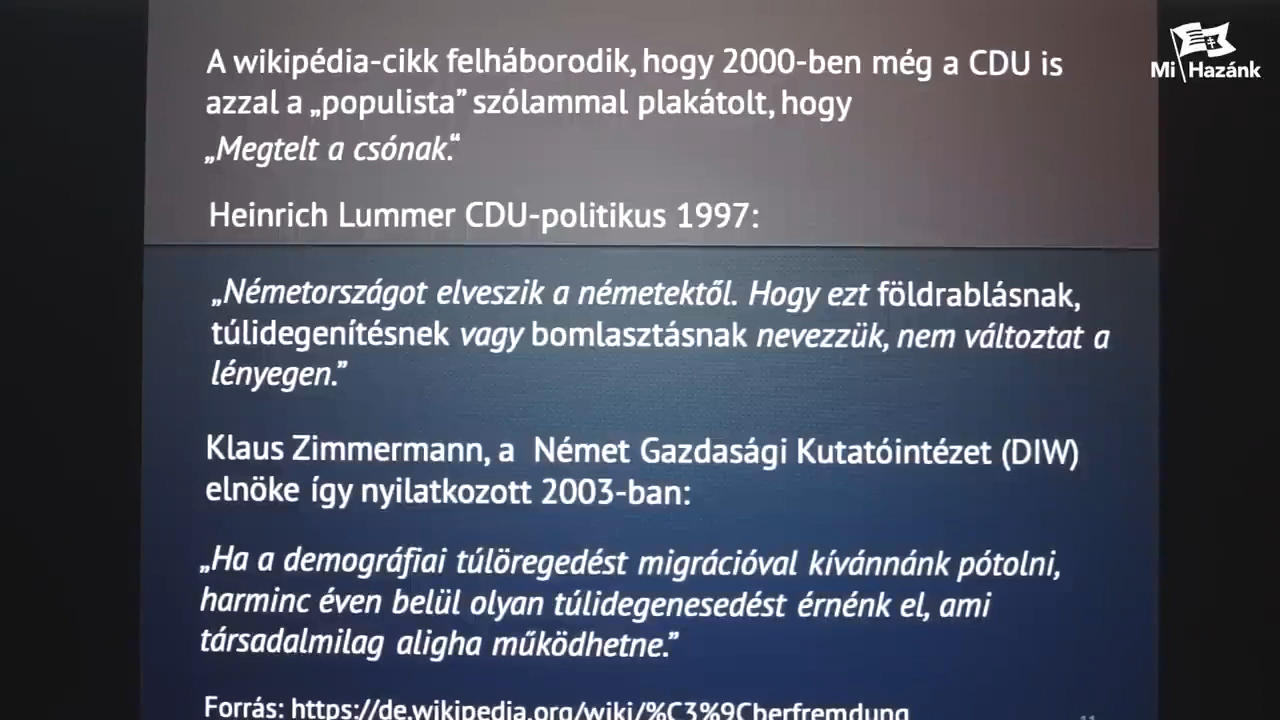 Mi Hazánk
A wikipédia-cikk felháborodik, hogy 2000-ben még a CDU is
azzal a „populista” szólammal plakátolt, hogy
„Megtelt a csónak.“
Heinrich Lummer CDU-politikus 1997:
„Németországot elveszik a németektől. Hogy ezt földrablásnak,
túlidegenítésnek vagy bomlasztásnak nevezzük, nem változtat a
lényegen.”
Klaus Zimmermann, a Német Gazdasági Kutatóintézet (DIW)
elnöke így nyilatkozott 2003-ban:
„Ha a demográfiai túlöregedést migrációval kívánnánk pótolni,
harminc éven belül olyan túlidegenesedést érnénk el, ami
társadalmilag aligha működhetne.”
Forrás: https://de.wikipedia.org/wiki/%C3%9Cberfremdung
11